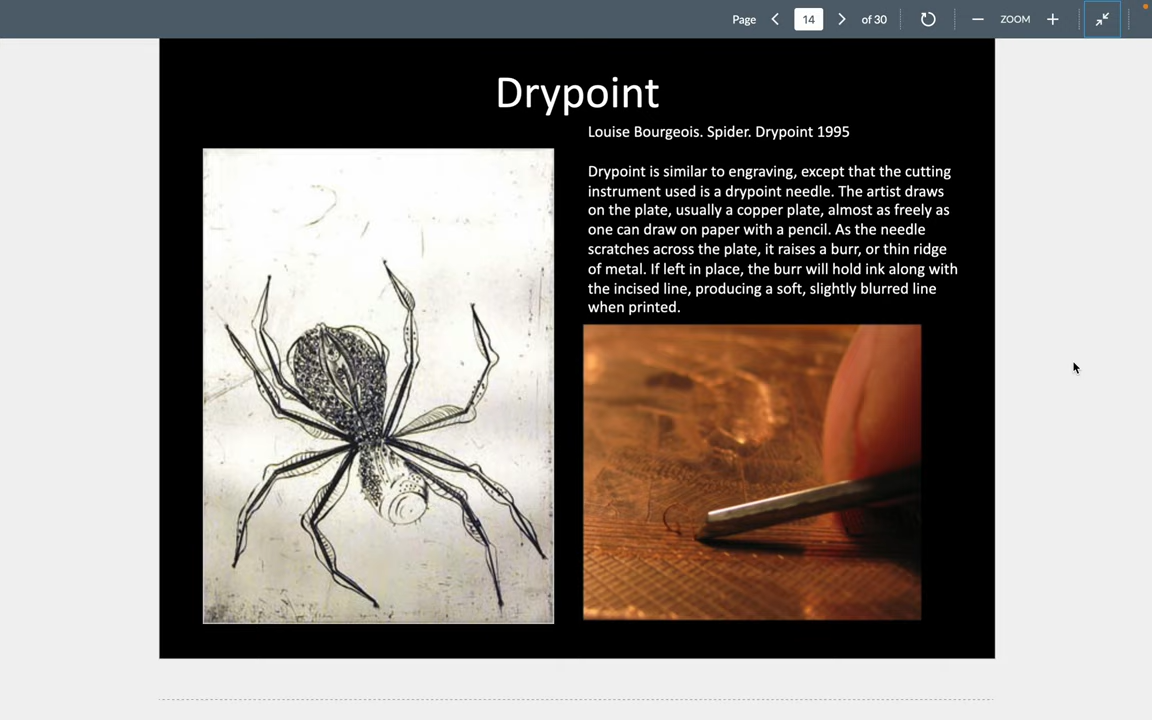 Page 14 of 30 ZOOM
Drypoint
Louise Bourgeois. Spider. Drypoint 1995
Drypoint is similar to engraving, except that the cutting
instrument used is a drypoint needle. The artist draws
on the plate, usually a copper plate, almost as freely as
one can draw on paper with a pencil. As the needle
scratches across the plate, it raises a burr, or thin ridge
of metal. If left in place, the burr will hold ink along with
the incised line, producing a soft, slightly blurred line
when printed.